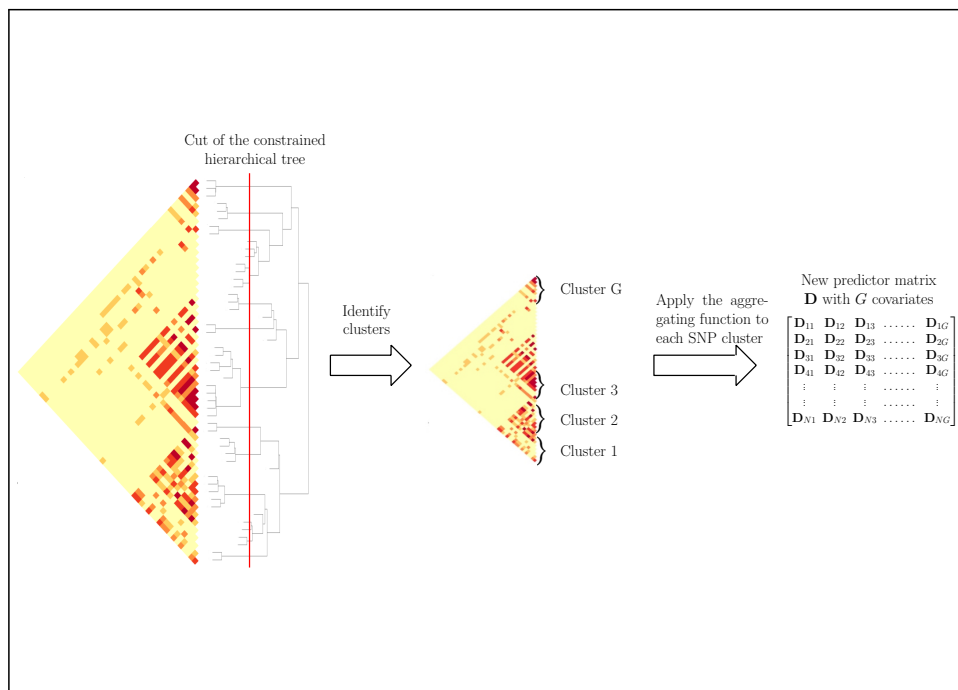 Cut of the constrained
hierarchical tree
Identify
clusters
Cluster G
Cluster 3
Cluster 2
Cluster 1
Apply the aggre-
gating function to
each SNP cluster
New predictor matrix
D with G covariates
D11 D12 D13 ...... D1G
D21 D22 D23 ...... D2G
D31 D32 D33 ...... D3G
D41 D42 D43 ...... D4G
⋮ ⋮ ⋮ ...... ⋮
⋮ ⋮ ⋮ ...... ⋮
DN1 DN2 DN3 ...... DNG